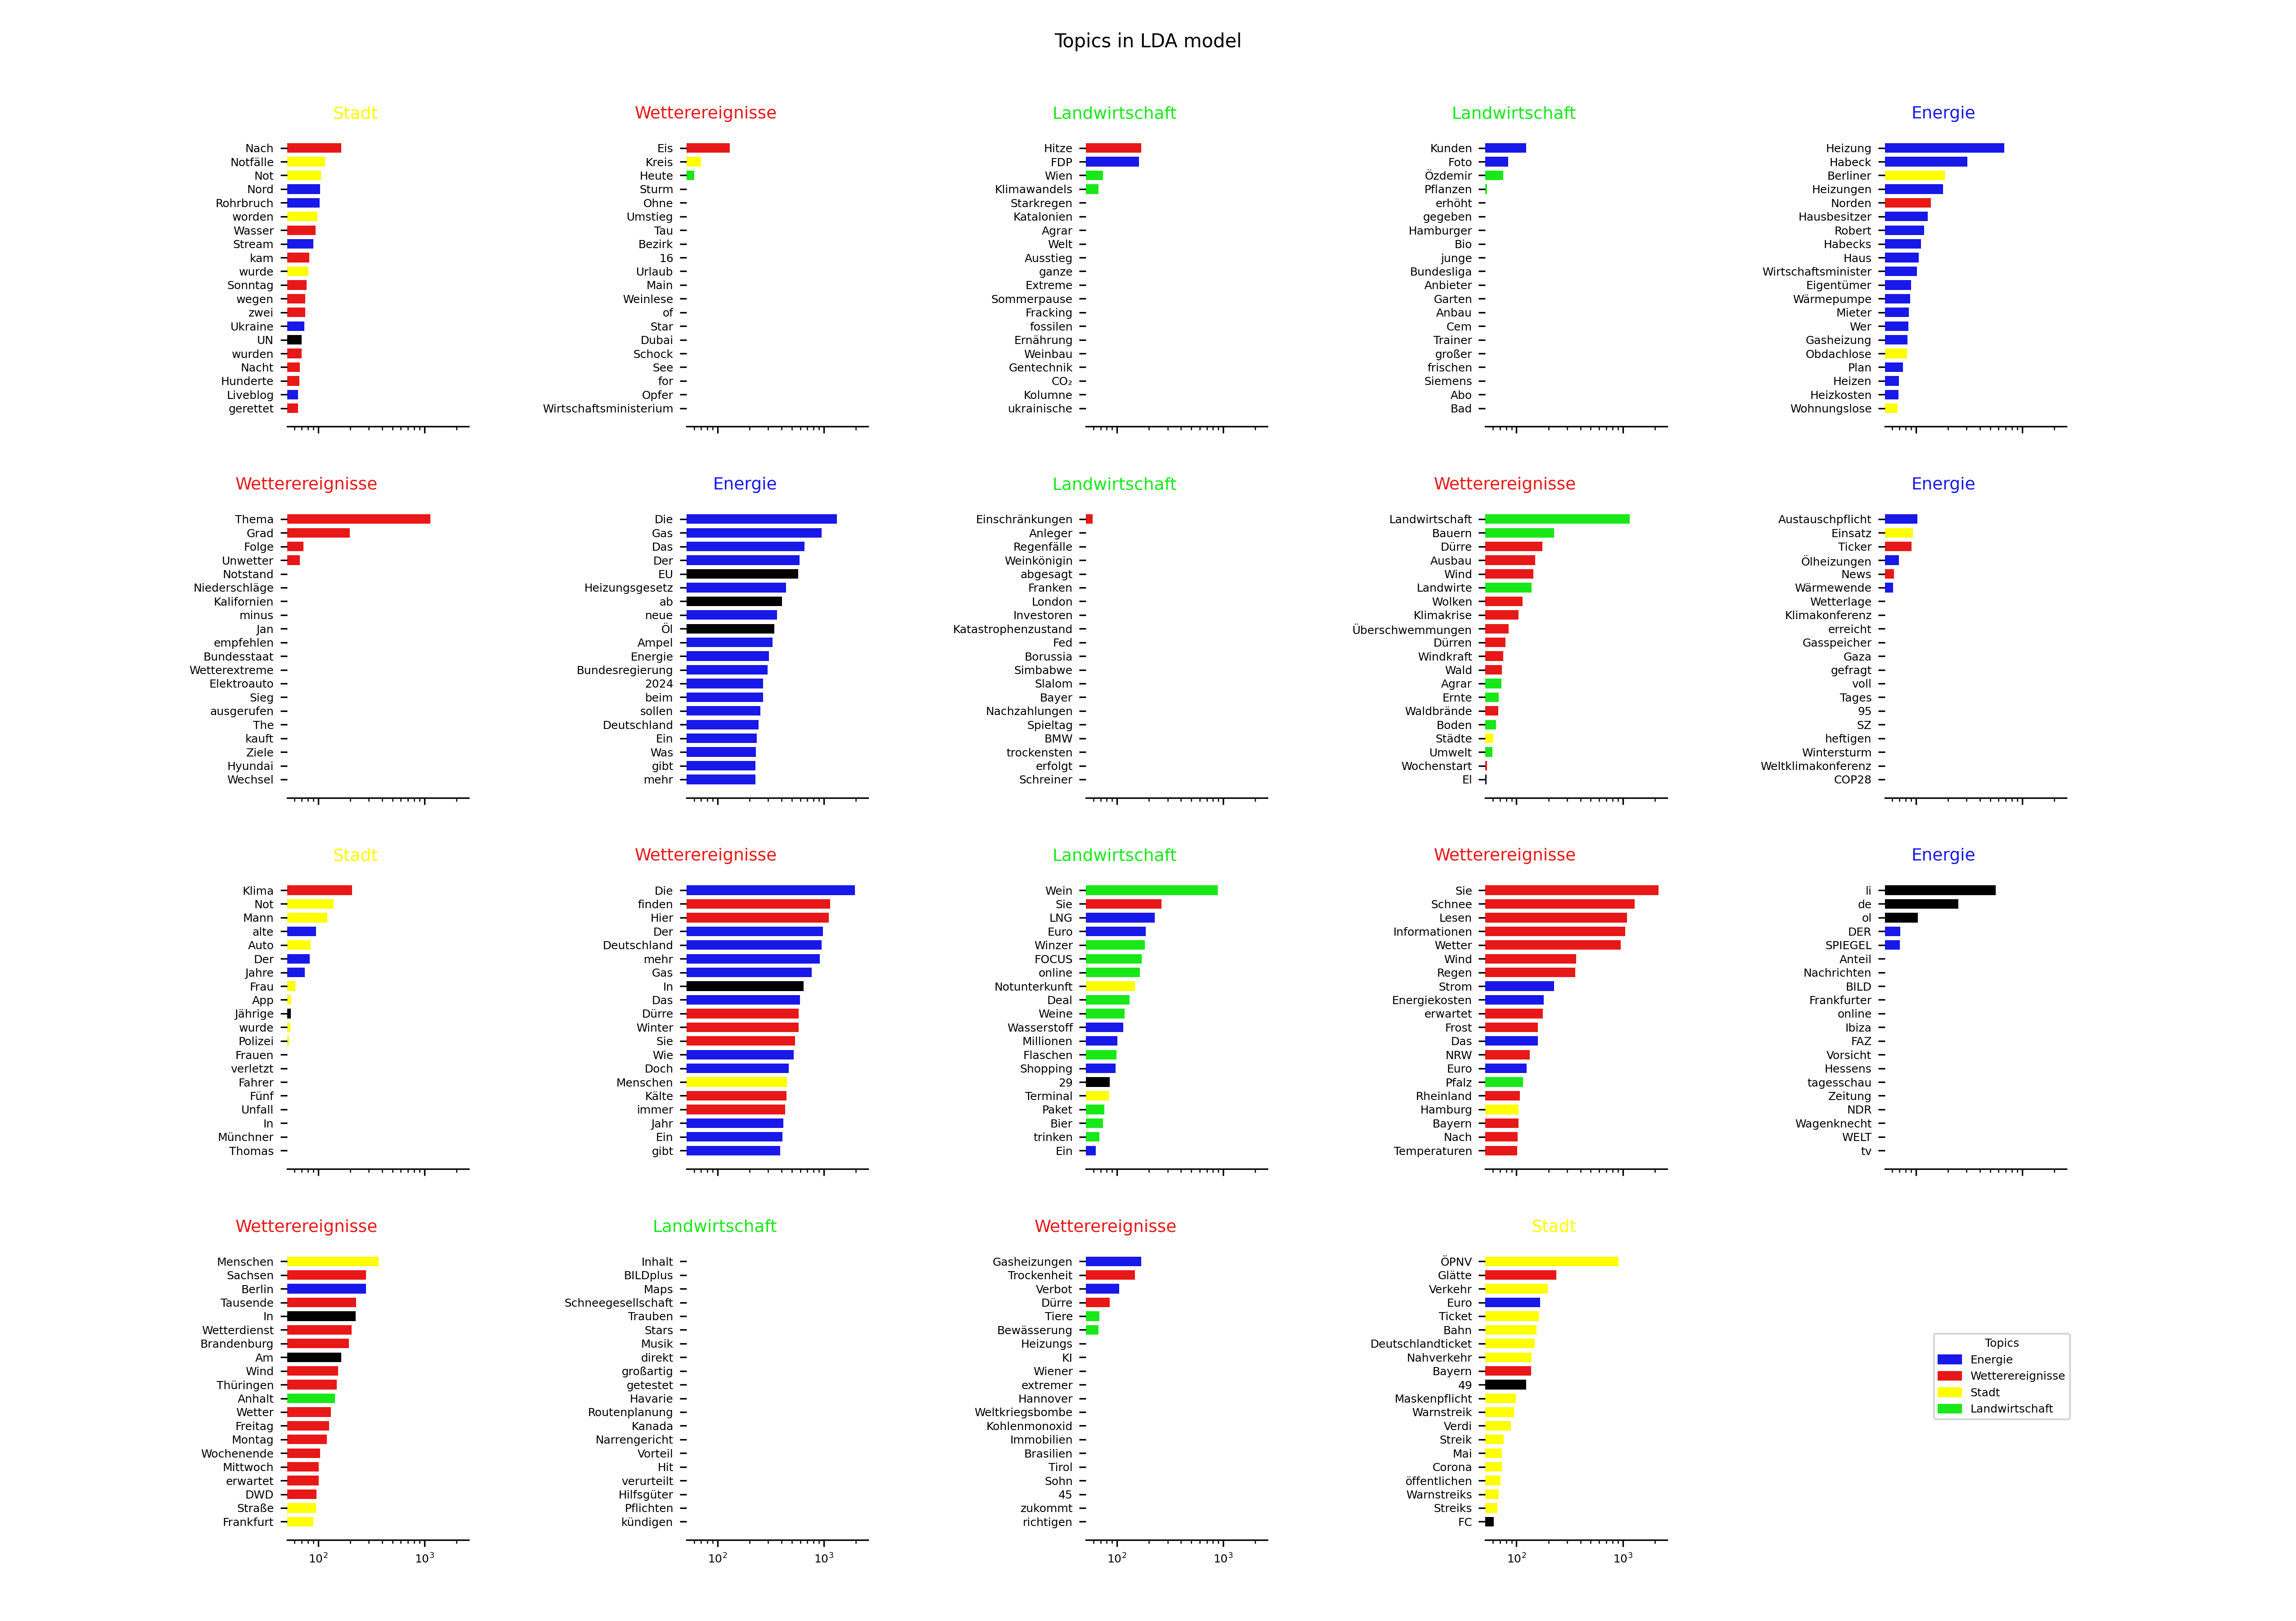 Topics in LDA model
Stadt
Nach
Notfälle
Not
Nord
Rohrbruch
worden
Wasser
Stream
kam
wurde
Sonntag
wegen
zwei
Ukraine
UN
wurden
Nacht
Hunderte
Liveblog
gerettet
Wetterereignisse
Eis
Kreis
Heute
Sturm
Ohne
Umstieg
Tau
Bezirk
16
Urlaub
Main
Weinlese
of
Star
Dubai
Schock
See
for
Opfer
Wirtschaftsministerium
Landwirtschaft
Hitze
FDP
Wien
Klimawandels
Starkregen
Katalonien
Agrar
Welt
Ausstieg
ganze
Extreme
Sommerpause
Fracking
fossilen
Ernährung
Weinbau
Gentechnik
CO₂
Kolumne
ukrainische
Landwirtschaft
Kunden
Foto
Özdemir
Pflanzen
erhöht
gegeben
Hamburger
Bio
junge
Bundesliga
Anbieter
Garten
Anbau
Cem
Trainer
großer
frischen
Siemens
Abo
Bad
Energie
Heizung
Habeck
Berliner
Heizungen
Norden
Hausbesitzer
Robert
Habecks
Haus
Wirtschaftsminister
Eigentümer
Wärmepumpe
Mieter
Wer
Gasheizung
Obdachlose
Plan
Heizen
Heizkosten
Wohnungslose
Wetterereignisse
Thema
Grad
Folge
Unwetter
Notstand
Niederschläge
Kalifornien
minus
Jan
empfehlen
Bundesstaat
Wetterextreme
Elektroauto
Sieg
ausgerufen
The
kauft
Ziele
Hyundai
Wechsel
Energie
Die
Gas
Das
Der
EU
Heizungsgesetz
ab
neue
Öl
Ampel
Energie
Bundesregierung
2024
beim
sollen
Deutschland
Ein
Was
gibt
mehr
Landwirtschaft
Einschränkungen
Anleger
Regenfälle
Weinkönigin
abgesagt
Franken
London
Investoren
Katastrophenzustand
Fed
Borussia
Simbabwe
Slalom
Bayer
Nachzahlungen
Spieltag
BMW
trockensten
erfolgt
Schreiner
Wetterereignisse
Landwirtschaft
Bauern
Dürre
Ausbau
Wind
Landwirte
Wolken
Klimakrise
Überschwemmungen
Dürren
Windkraft
Wald
Agrar
Ernte
Waldbrände
Boden
Städte
Umwelt
Wochenstart
El
Energie
Austauschpflicht
Einsatz
Ticker
Ölheizungen
News
Wärmewende
Wetterlage
Klimakonferenz
erreicht
Gasspeicher
Gaza
gefragt
voll
Tages
95
SZ
heftigen
Wintersturm
Weltklimakonferenz
COP28
Stadt
Klima
Not
Mann
alte
Auto
Der
Jahre
Frau
App
Jährige
wurde
Polizei
Frauen
verletzt
Fahrer
Fünf
Unfall
In
Münchner
Thomas
Wetterereignisse
Die
finden
Hier
Der
Deutschland
mehr
Gas
In
Das
Dürre
Winter
Sie
Wie
Doch
Menschen
Kälte
immer
Jahr
Ein
gibt
Landwirtschaft
Wein
Sie
LNG
Euro
Winzer
FOCUS
online
Notunterkunft
Deal
Weine
Wasserstoff
Millionen
Flaschen
Shopping
29
Terminal
Paket
Bier
trinken
Ein
Wetterereignisse
Sie
Schnee
Lesen
Informationen
Wetter
Wind
Regen
Strom
Energiekosten
erwartet
Frost
Das
NRW
Euro
Pfalz
Rheinland
Hamburg
Bayern
Nach
Temperaturen
Energie
li
de
ol
DER
SPIEGEL
Anteil
Nachrichten
BILD
Frankfurter
online
Ibiza
FAZ
Vorsicht
Hessens
tagesschau
Zeitung
NDR
Wagenknecht
WELT
tv
Wetterereignisse
Menschen
Sachsen
Berlin
Tausende
In
Wetterdienst
Brandenburg
Am
Wind
Thüringen
Anhalt
Wetter
Freitag
Montag
Wochenende
Mittwoch
erwartet
DWD
Straße
Frankfurt
10² 10³
Landwirtschaft
Inhalt
BILDplus
Maps
Schneegesellschaft
Trauben
Stars
Musik
direkt
großartig
getestet
Havarie
Routenplanung
Kanada
Narrengericht
Vorteil
Hit
verurteilt
Hilfsgüter
Pflichten
kündigen
10² 10³
Wetterereignisse
Gasheizungen
Trockenheit
Verbot
Dürre
Tiere
Bewässerung
Heizungs
KI
Wiener
extremer
Hannover
Weltkriegsbombe
Kohlenmonoxid
Immobilien
Brasilien
Tirol
Sohn
45
zukommt
richtigen
10² 10³
Stadt
ÖPNV
Glätte
Verkehr
Euro
Ticket
Bahn
Deutschlandticket
Nahverkehr
Bayern
49
Maskenpflicht
Warnstreik
Verdi
Streik
Mai
Corona
öffentlichen
Warnstreiks
Streiks
FC
10² 10³
Topics
Energie
Wetterereignisse
Stadt
Landwirtschaft